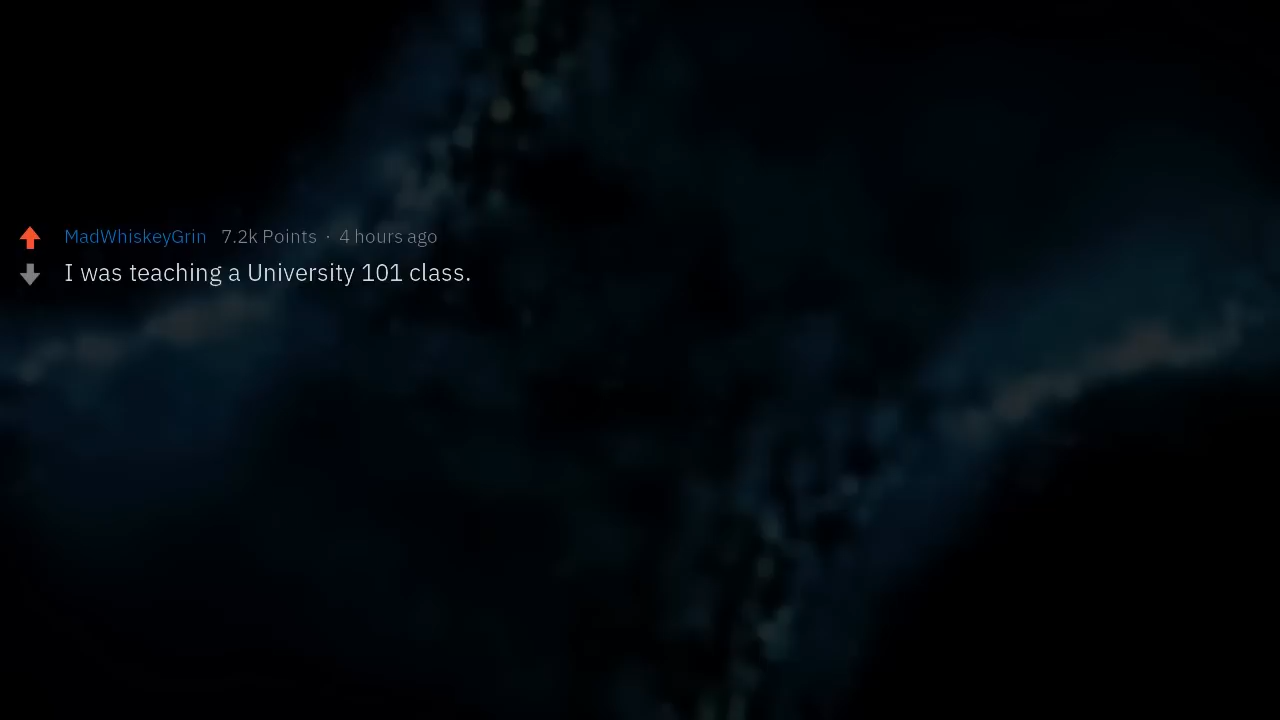 MadWhiskeyGrin 7.2k Points · 4 hours ago
I was teaching a University 101 class.